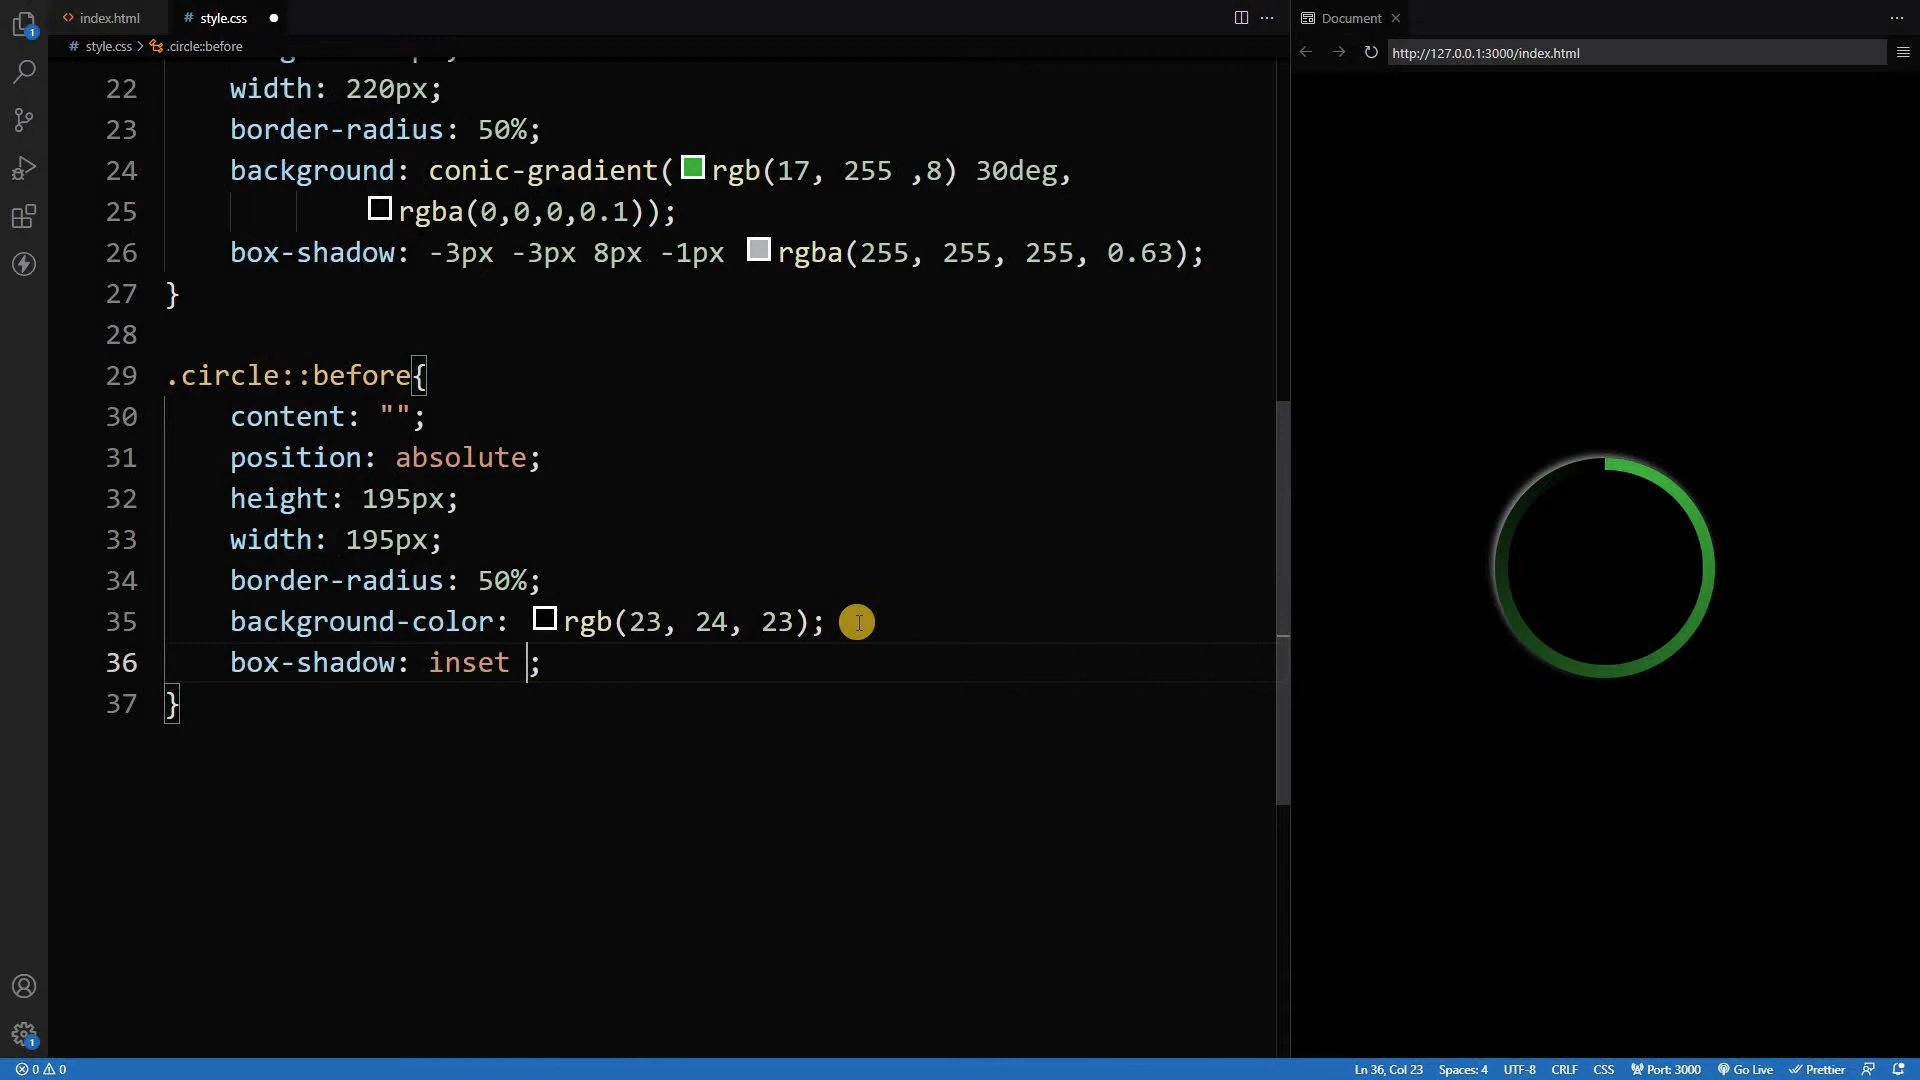 index.html
# style.css
Document
# style.css > .circle::before
http://127.0.0.1:3000/index.html
22 width: 220px;
23 border-radius: 50%;
24 background: conic-gradient(rgb(17, 255 ,8) 30deg,
25 rgba(0,0,0,0.1));
26 box-shadow: -3px -3px 8px -1px rgba(255, 255, 255, 0.63);
27 }
28
29 .circle::before{
30 content: "";
31 position: absolute;
32 height: 195px;
33 width: 195px;
34 border-radius: 50%;
35 background-color: rgb(23, 24, 23);
36 box-shadow: inset ;
37 }
1
1
0 0 Ln 36, Col 23 Spaces: 4 UTF-8 CRLF CSS Port: 3000 Go Live Prettier